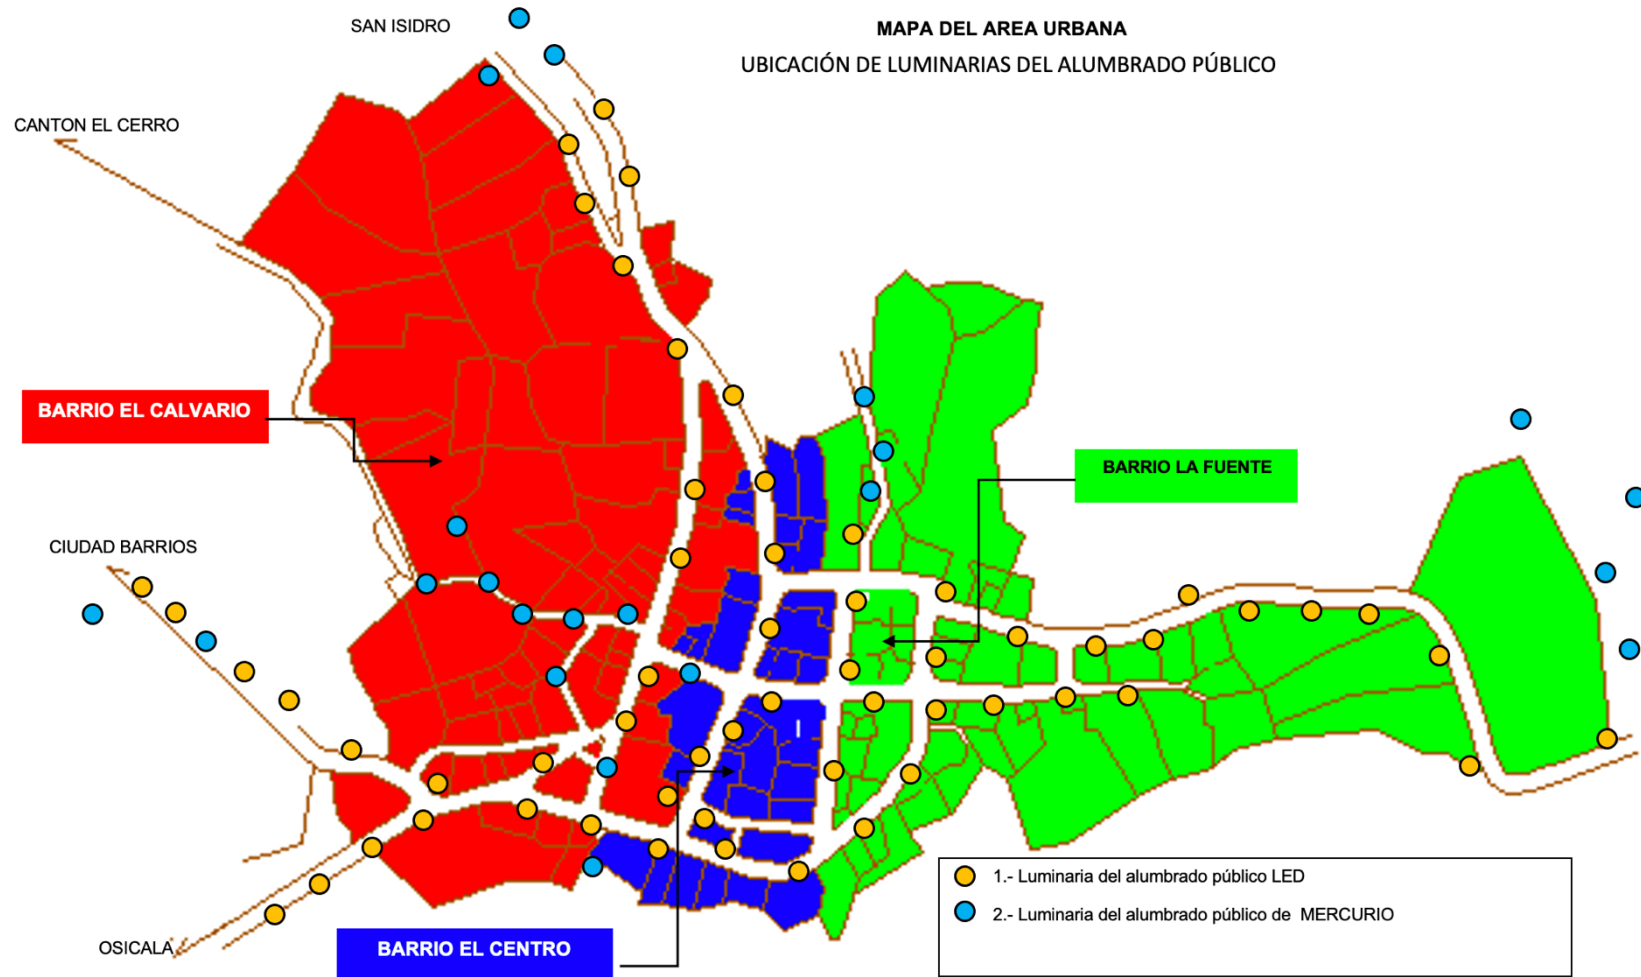 MAPA DEL AREA URBANA
UBICACIÓN DE LUMINARIAS DEL ALUMBRADO PÚBLICO
SAN ISIDRO
CANTON EL CERRO
BARRIO EL CALVARIO
BARRIO LA FUENTE
CIUDAD BARRIOS
1.- Luminaria del alumbrado público LED
2.- Luminaria del alumbrado público de MERCURIO
OSICALA
BARRIO EL CENTRO